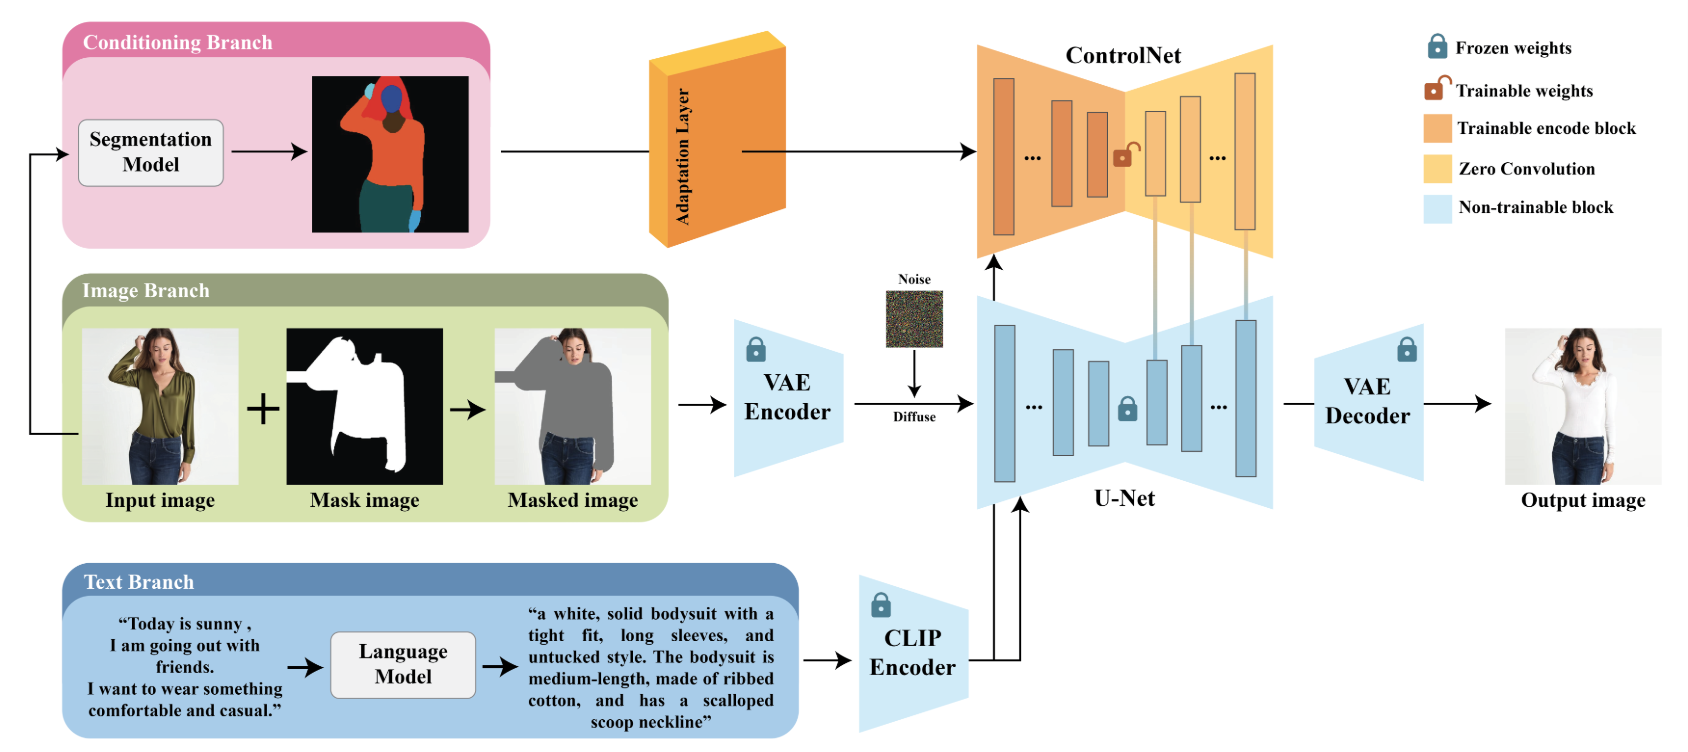 Conditioning Branch
Segmentation
Model
Adaptation Layer
ControlNet
...
...
Frozen weights
Trainable weights
Trainable encode block
Zero Convolution
Non-trainable block
Image Branch
Input image
+
Mask image
Masked image
VAE
Encoder
Noise
Diffuse
...
...
U-Net
VAE
Decoder
Output image
Text Branch
“Today is sunny ,
I am going out with
friends.
I want to wear something
comfortable and casual.”
Language
Model
“a white, solid bodysuit with a
tight fit, long sleeves, and
untucked style. The bodysuit is
medium-length, made of ribbed
cotton, and has a scalloped
scoop neckline”
CLIP
Encoder